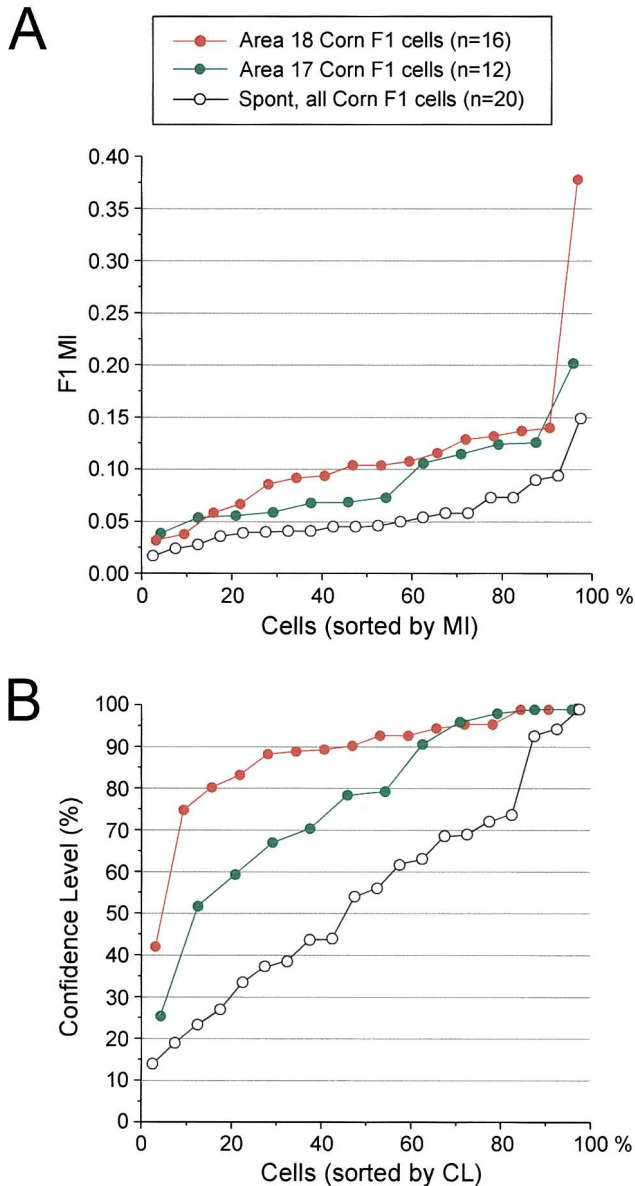 A
Area 18 Corn F1 cells (n=16)
Area 17 Corn F1 cells (n=12)
Spont, all Corn F1 cells (n=20)
0.40
0.35
0.30
0.25
0.20
0.15
0.10
0.05
0.00
F1 MI
0 20 40 60 80 100 %
Cells (sorted by MI)
B
100
90
80
70
60
50
40
30
20
10
0
Confidence Level (%)
0 20 40 60 80 100 %
Cells (sorted by CL)